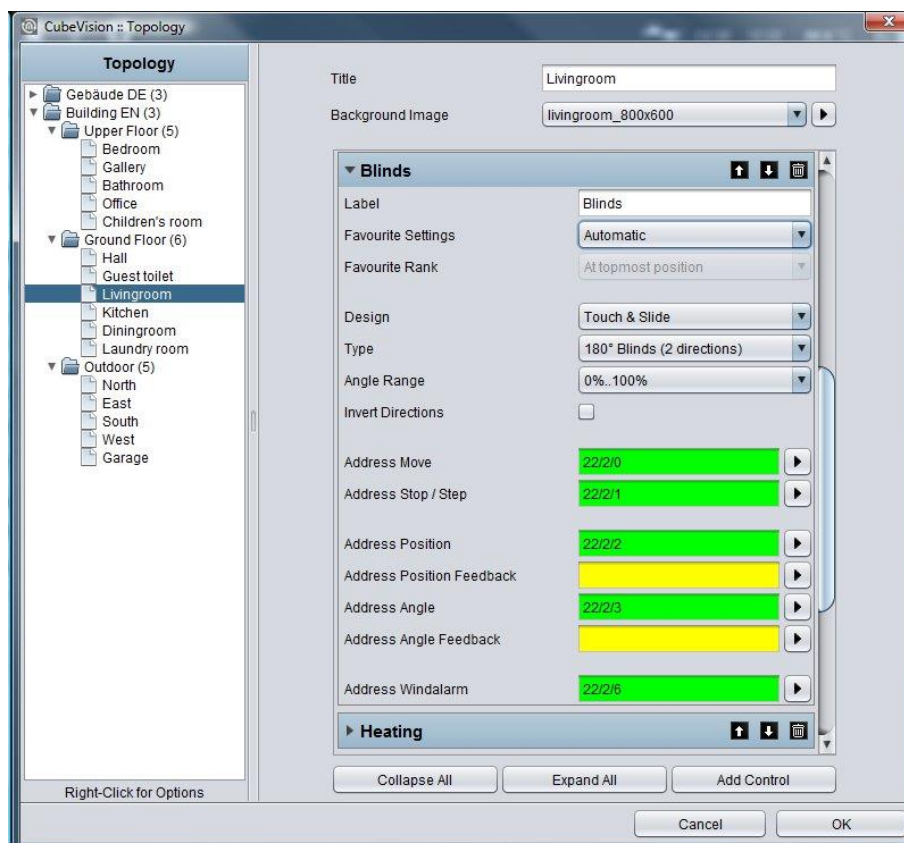 CubeVision :: Topology
Topology
Gebäude DE (3)
Building EN (3)
Upper Floor (5)
Bedroom
Gallery
Bathroom
Office
Children's room
Ground Floor (6)
Hall
Guest toilet
Livingroom
Kitchen
Diningroom
Laundry room
Outdoor (5)
North
East
South
West
Garage
Right-Click for Options
Title Livingroom
Background Image livingroom_800x600
Blinds
Label Blinds
Favourite Settings Automatic
Favourite Rank At topmost position
Design Touch & Slide
Type 180° Blinds (2 directions)
Angle Range 0%..100%
Invert Directions
Address Move 22/2/0
Address Stop / Step 22/2/1
Address Position 22/2/2
Address Position Feedback
Address Angle 22/2/3
Address Angle Feedback
Address Windalarm 22/2/6
Heating
Collapse All Expand All Add Control
Cancel OK